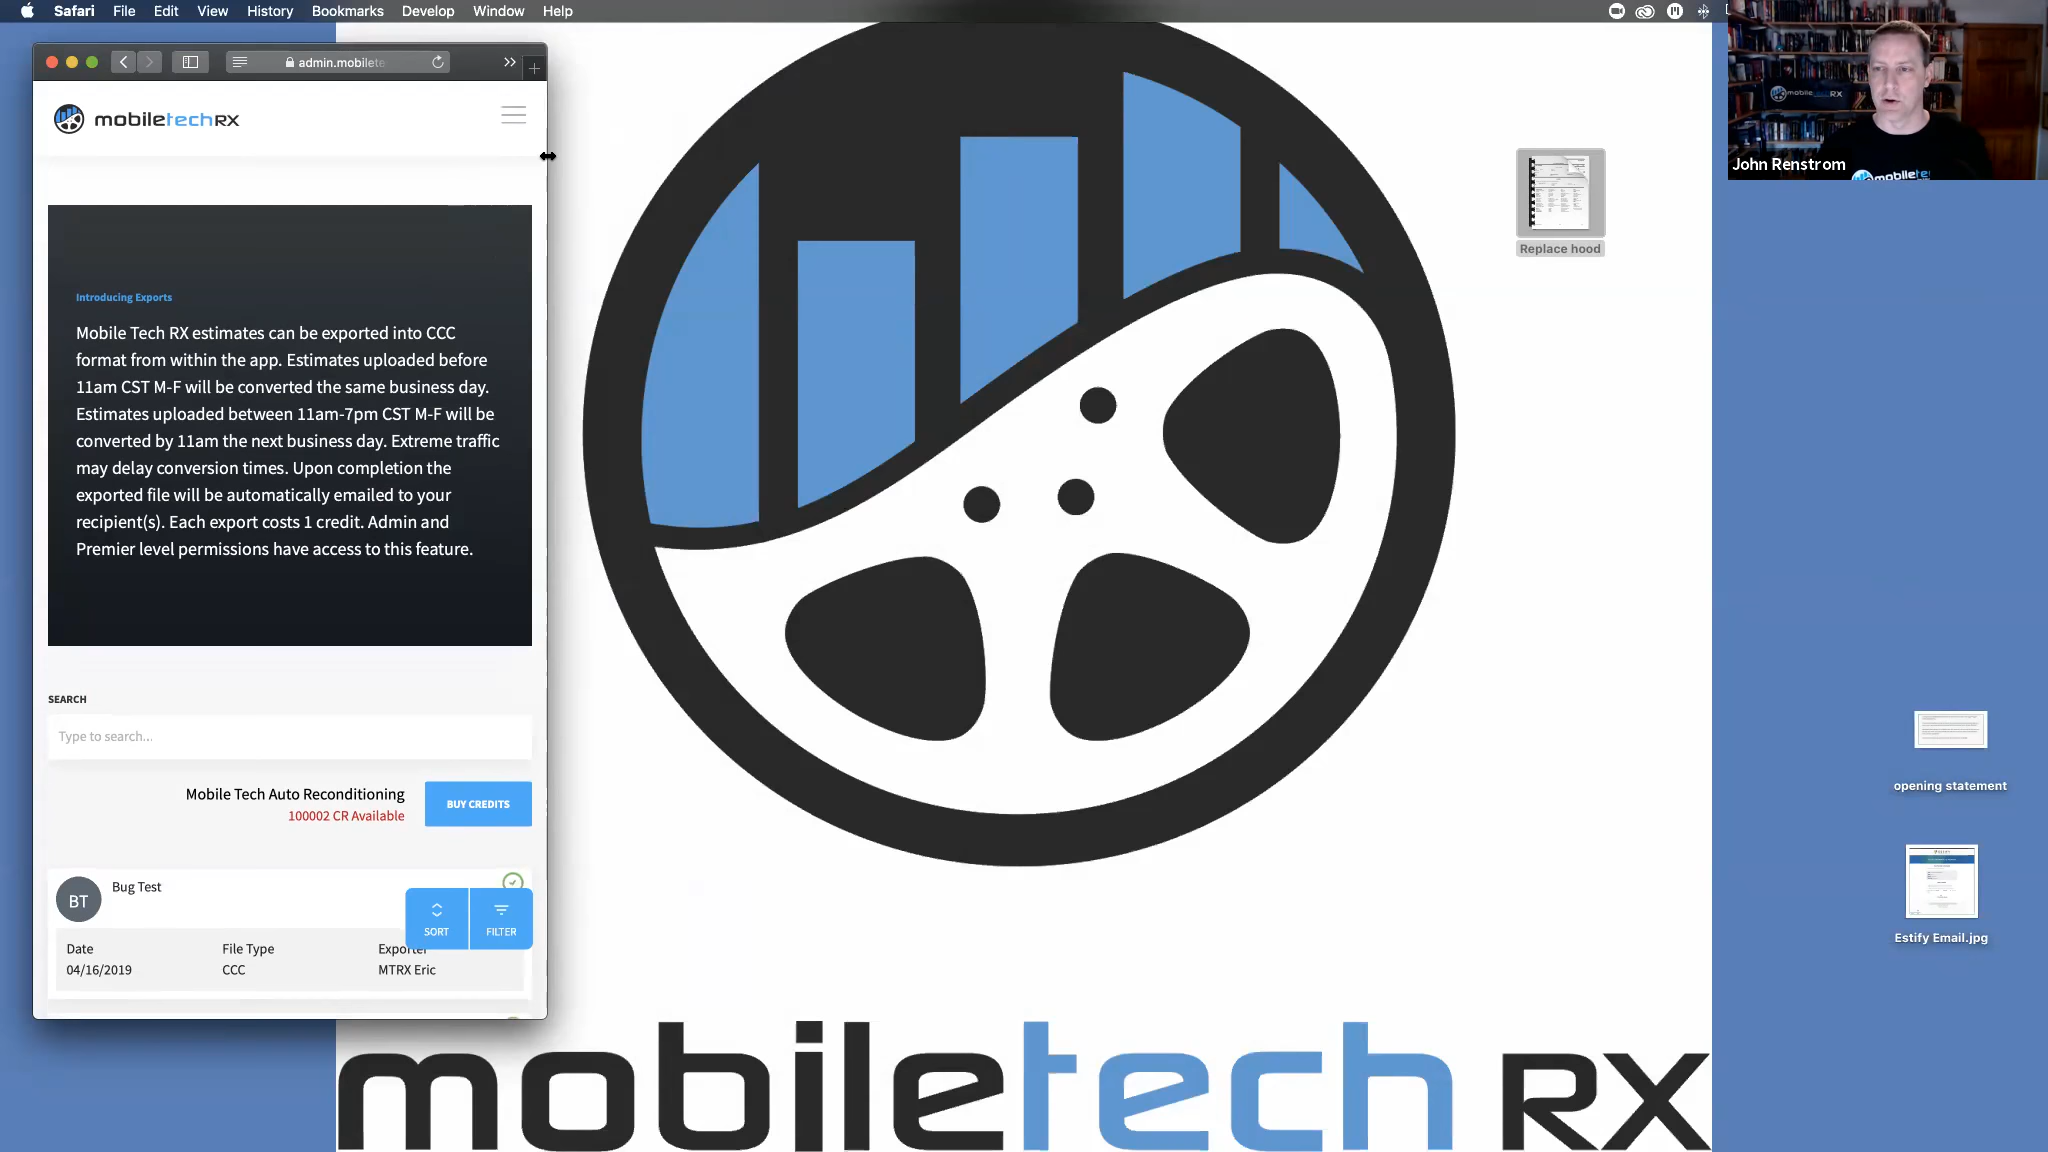 Safari File Edit View History Bookmarks Develop Window Help
admin.mobilete
mobiletechRX
Introducing Exports
Mobile Tech RX estimates can be exported into CCC
format from within the app. Estimates uploaded before
11am CST M-F will be converted the same business day.
Estimates uploaded between 11am-7pm CST M-F will be
converted by 11am the next business day. Extreme traffic
may delay conversion times. Upon completion the
exported file will be automatically emailed to your
recipient(s). Each export costs 1 credit. Admin and
Premier level permissions have access to this feature.
SEARCH
Type to search...
Mobile Tech Auto Reconditioning
100002 CR Available
BUY CREDITS
BT
Bug Test
SORT
FILTER
Date
File Type
Exporter
04/16/2019
CCC
MTRX Eric
Replace hood
mobiletechRX
John Renstrom
mobiletec
opening statement
Estify Email.jpg
mobiletech RX